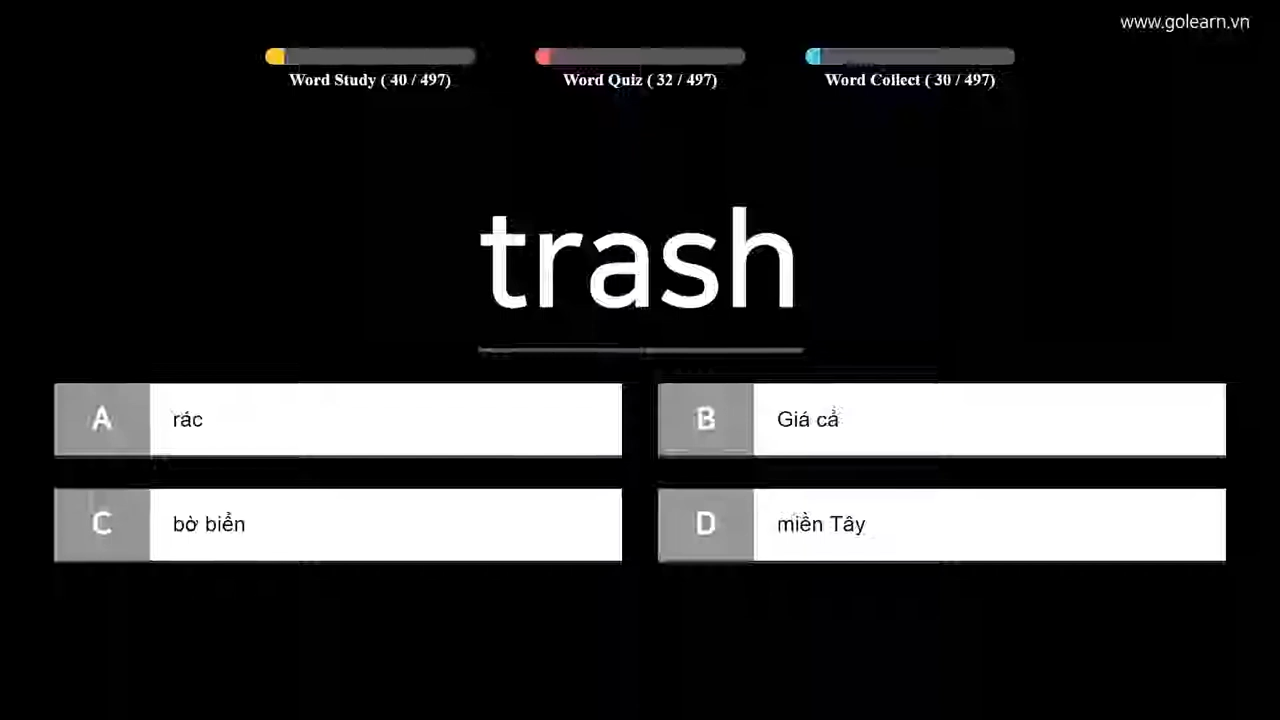 www.golearn.vn
Word Study ( 40 / 497)
Word Quiz ( 32 / 497)
Word Collect ( 30 / 497)
trash
A rác
B Giá cả
C bờ biển
D miền Tây